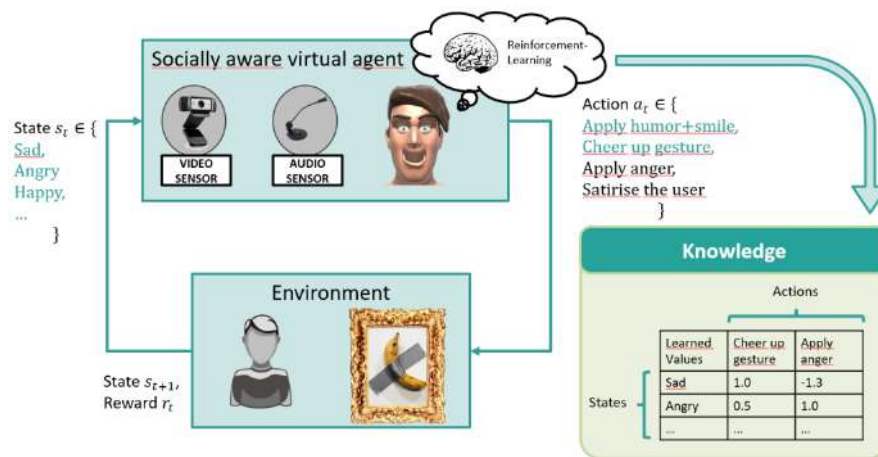 Socially aware virtual agent
Reinforcement-
Learning
VIDEO
SENSOR
AUDIO
SENSOR
State s_t ∈ {
Sad,
Angry
Happy,
...
}
Action a_t ∈ {
Apply humor+smile,
Cheer up gesture,
Apply anger,
Satirise the user
}
Environment
State s_{t+1},
Reward r_t
Knowledge
Actions
States
Learned Values
Cheer up gesture
Apply anger
Sad 1.0 -1.3
Angry 0.5 1.0
... ... ...